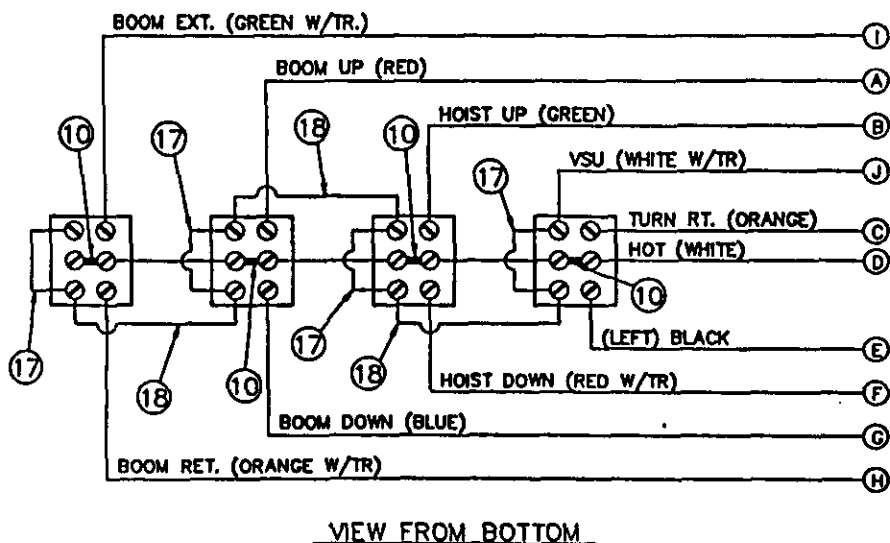 BOOM EXT. (GREEN W/TR.)
I
BOOM UP (RED)
A
18
10
17
10
HOIST UP (GREEN)
B
17
VSU (WHITE W/TR)
J
TURN RT. (ORANGE)
C
HOT (WHITE)
D
10
17
18
10
17
18
(LEFT) BLACK
E
HOIST DOWN (RED W/TR)
F
BOOM DOWN (BLUE)
G
BOOM RET. (ORANGE W/TR)
H
VIEW FROM BOTTOM